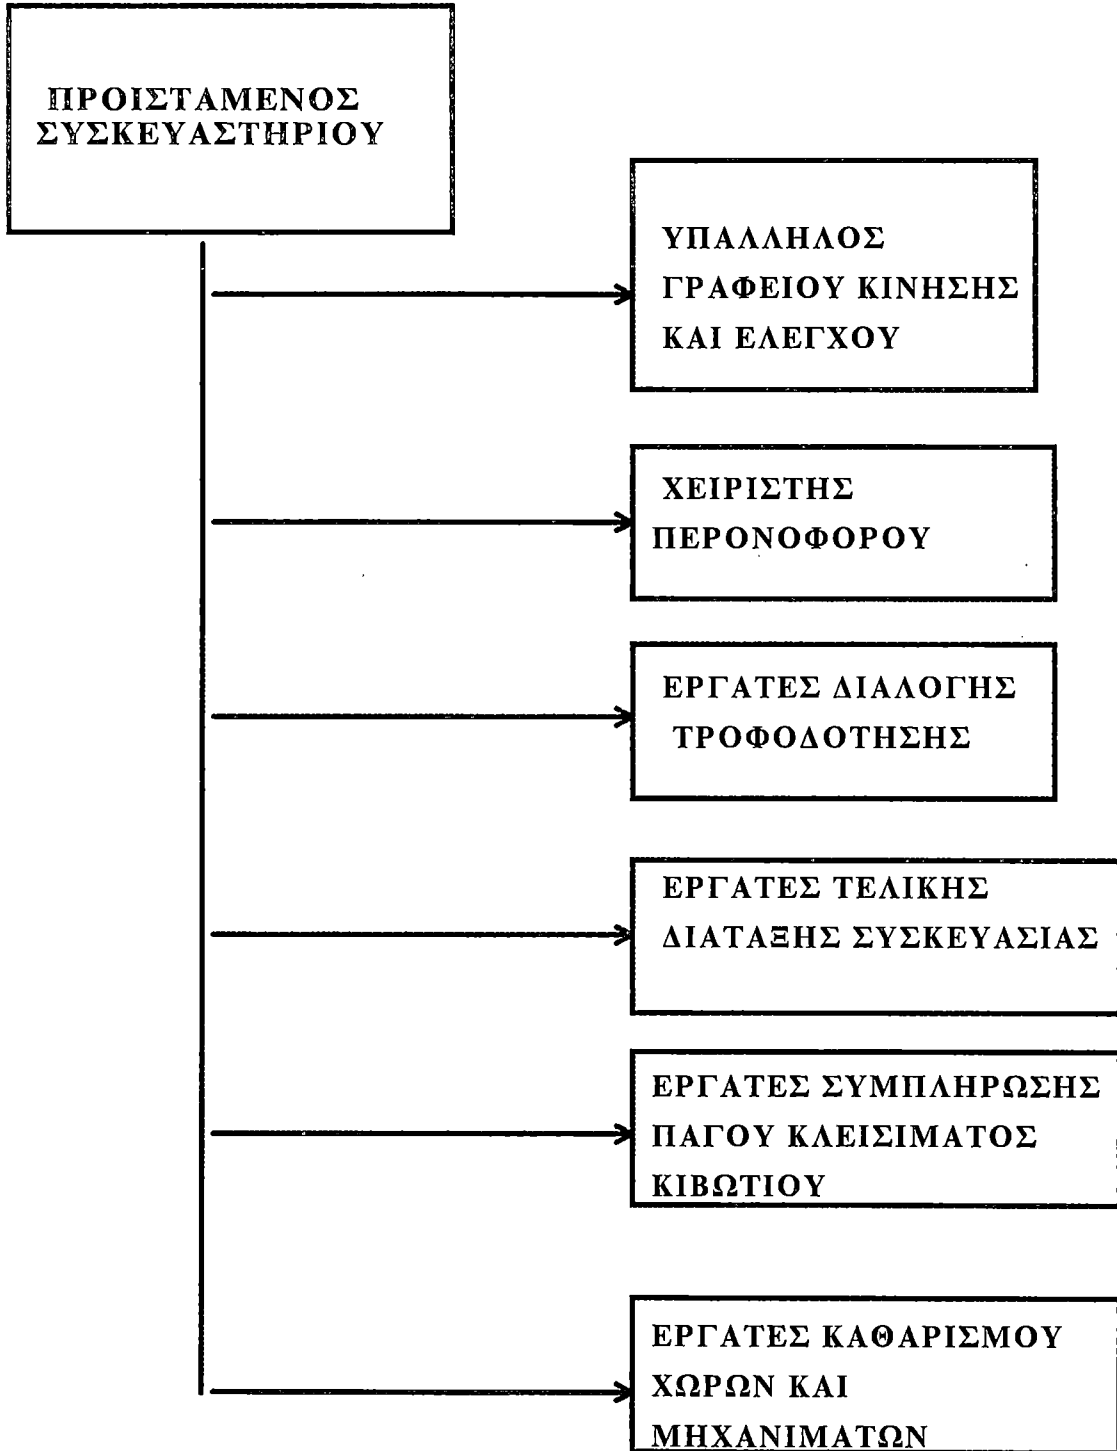 ΠΡΟΙΣΤΑΜΕΝΟΣ
ΣΥΣΚΕΥΑΣΤΗΡΙΟΥ
ΥΠΑΛΛΗΛΟΣ
ΓΡΑΦΕΙΟΥ ΚΙΝΗΣΗΣ
ΚΑΙ ΕΛΕΓΧΟΥ
ΧΕΙΡΙΣΤΗΣ
ΠΕΡΟΝΟΦΟΡΟΥ
ΕΡΓΑΤΕΣ ΔΙΑΛΟΓΗΣ
ΤΡΟΦΟΔΟΤΗΣΗΣ
ΕΡΓΑΤΕΣ ΤΕΛΙΚΗΣ
ΔΙΑΤΑΞΗΣ ΣΥΣΚΕΥΑΣΙΑΣ
ΕΡΓΑΤΕΣ ΣΥΜΠΛΗΡΩΣΗΣ
ΠΑΓΟΥ ΚΛΕΙΣΙΜΑΤΟΣ
ΚΙΒΩΤΙΟΥ
ΕΡΓΑΤΕΣ ΚΑΘΑΡΙΣΜΟΥ
ΧΩΡΩΝ ΚΑΙ
ΜΗΧΑΝΙΜΑΤΩΝ